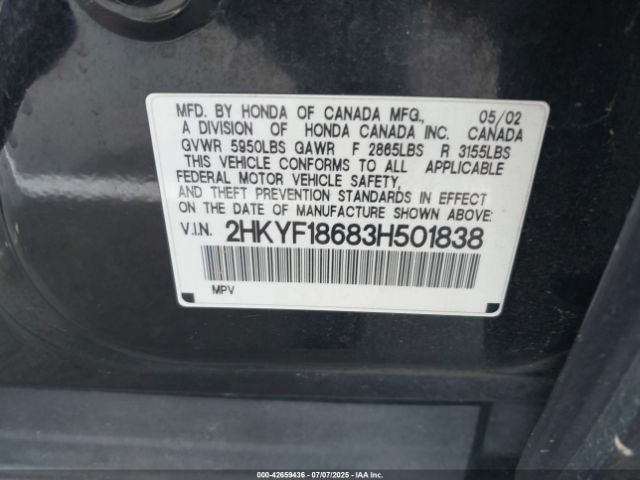 MFD. BY HONDA OF CANADA MFG., 05/02
A DIVISION OF HONDA CANADA INC. CANADA
GVWR 5950LBS GAWR F 2865LBS R 3155LBS
THIS VEHICLE CONFORMS TO ALL APPLICABLE
FEDERAL MOTOR VEHICLE SAFETY,
AND THEFT PREVENTION STANDARDS IN EFFECT
ON THE DATE OF MANUFACTURE SHOWN ABOVE:
V.I.N. 2HKYF18683H501838
MPV
000-42659436 07/07/2025 IAAI.COM